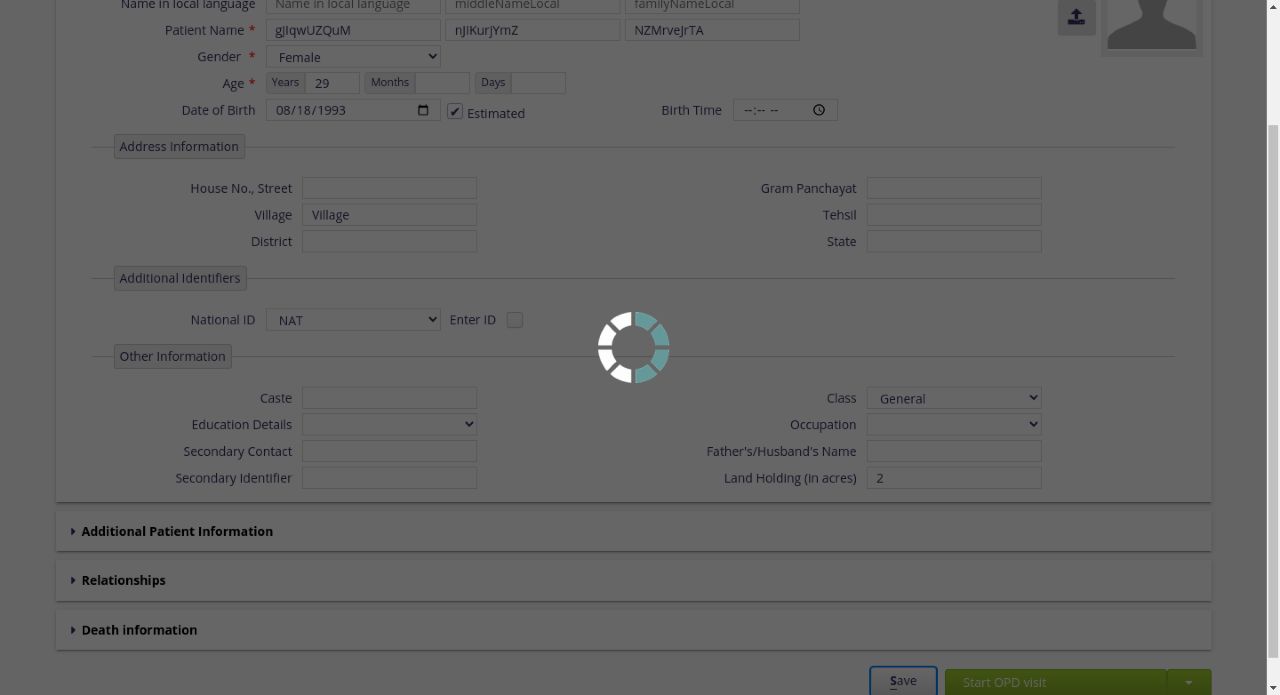 Name in local language Name in local language middleNameLocal familyNameLocal
Patient Name * gJIqwUZQuM nJIKurjYmZ NZMrveJrTA
Gender * Female
Age * Years 29 Months Days
Date of Birth 08/18/1993 Estimated Birth Time --:-- --
Address Information
House No., Street Gram Panchayat
Village Village Tehsil
District State
Additional Identifiers
National ID NAT Enter ID
Other Information
Caste Class General
Education Details Occupation
Secondary Contact Father's/Husband's Name
Secondary Identifier Land Holding (in acres) 2
Additional Patient Information
Relationships
Death information
Save Start OPD visit